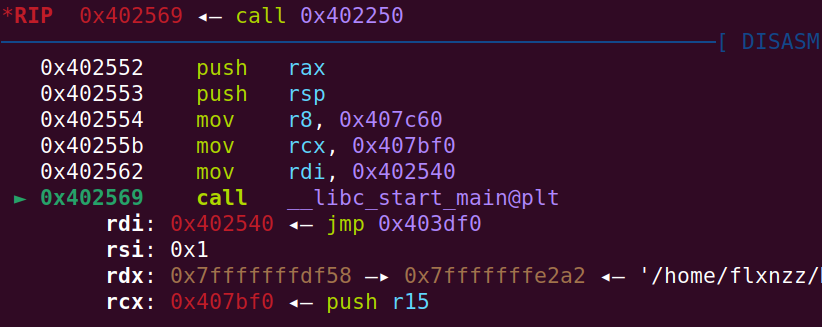 *RIP  0x402569 ◂— call 0x402250
[ DISASM
0x402552    push   rax
0x402553    push   rsp
0x402554    mov    r8, 0x407c60
0x40255b    mov    rcx, 0x407bf0
0x402562    mov    rdi, 0x402540
► 0x402569    call   __libc_start_main@plt
rdi: 0x402540 ◂— jmp 0x403df0
rsi: 0x1
rdx: 0x7fffffffdf58 —▸ 0x7fffffffe2a2 ◂— '/home/flxnzz/
rcx: 0x407bf0 ◂— push r15